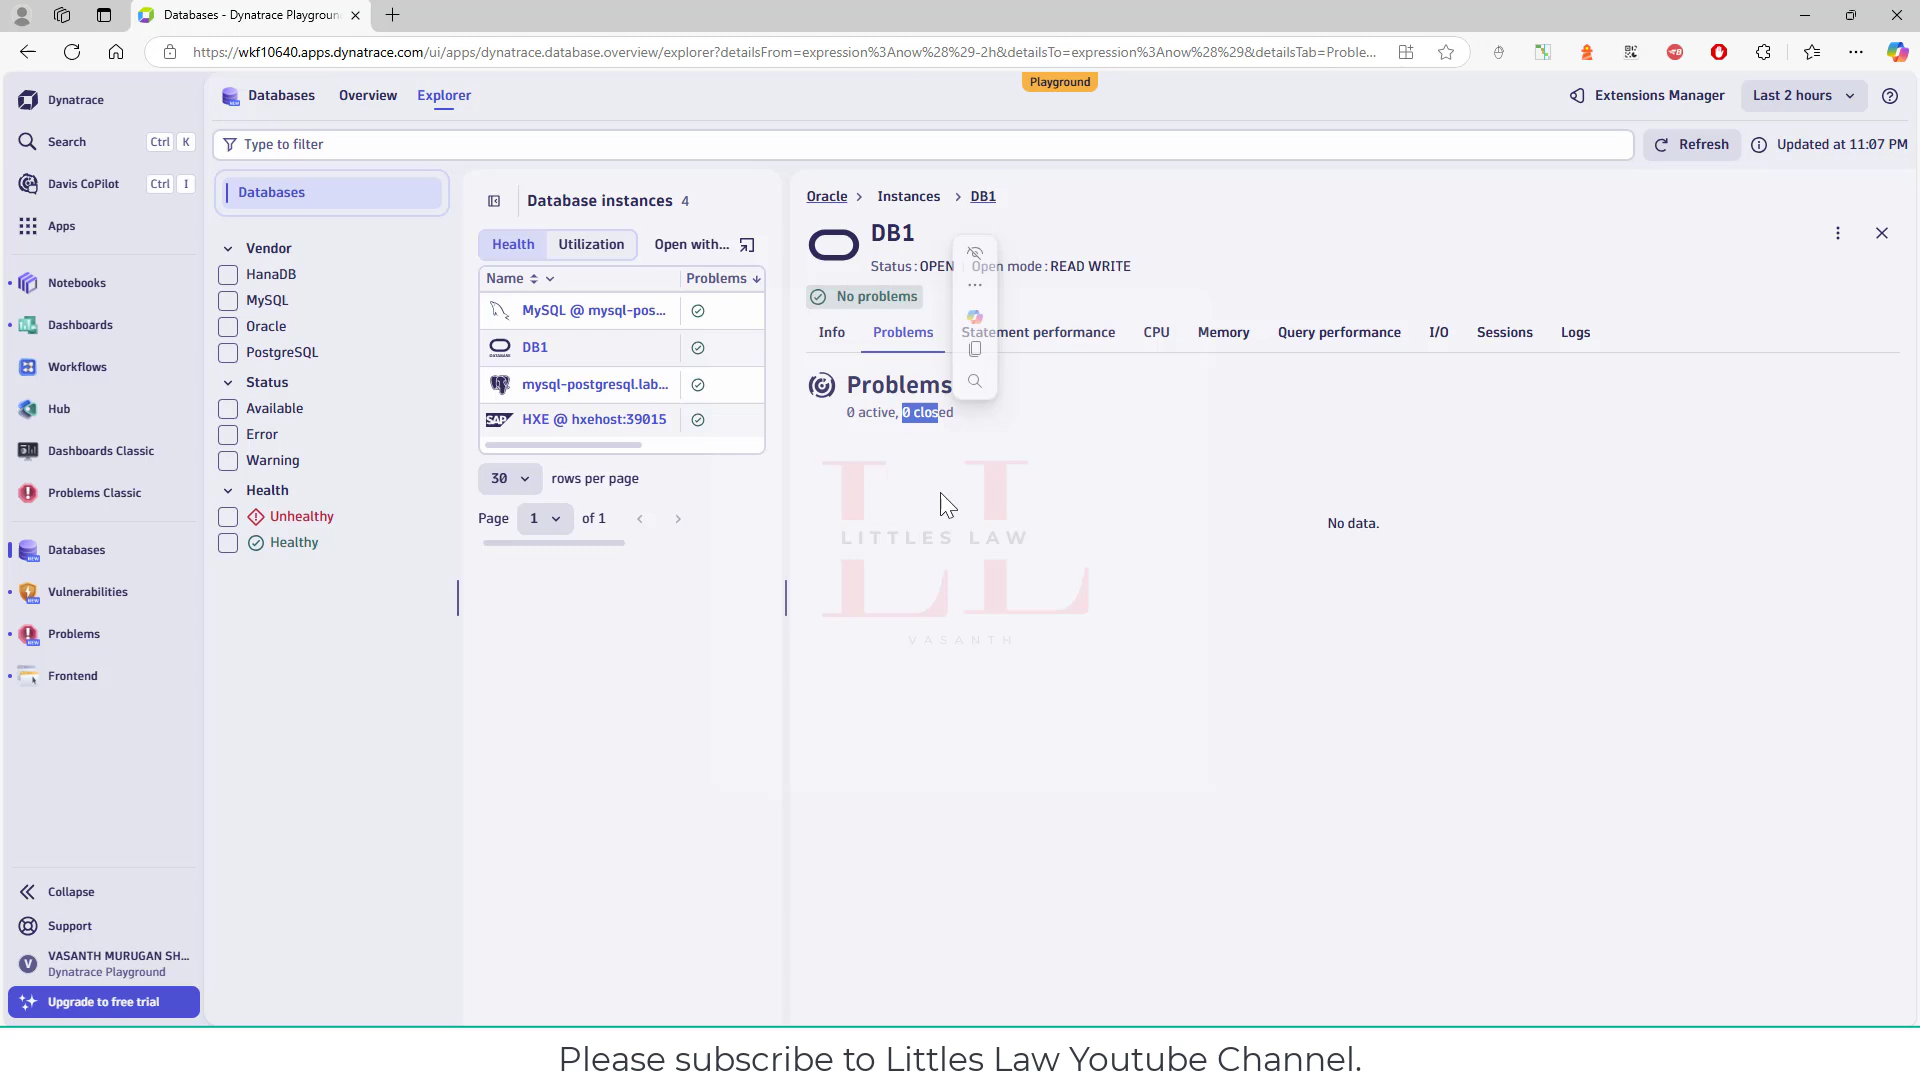 Databases - Dynatrace Playgroun
https://wkf10640.apps.dynatrace.com/ui/apps/dynatrace.database.overview/explorer?detailsFrom=expression%3Anow%28%29-2h&detailsTo=expression%3Anow%28%29&detailsTab=Proble...
Playground
Dynatrace
Search Ctrl K
Davis CoPilot Ctrl I
Apps
Notebooks
Dashboards
Workflows
Hub
Dashboards Classic
Problems Classic
Databases
Vulnerabilities
Problems
Frontend
Collapse
Support
V VASANTH MURUGAN SH...
Dynatrace Playground
Upgrade to free trial
Databases Overview Explorer
Extensions Manager Last 2 hours
Type to filter
Refresh Updated at 11:07 PM
Databases
Vendor
HanaDB
MySQL
Oracle
PostgreSQL
Status
Available
Error
Warning
Health
Unhealthy
Healthy
Database instances 4
Health Utilization Open with...
Name Problems
MySQL @ mysql-pos...
DB1
mysql-postgresql.lab...
SAP HXE @ hxehost:39015
30 rows per page
Page 1 of 1
Oracle > Instances > DB1
DB1
Status: OPEN Open mode: READ WRITE
No problems
Info Problems Statement performance CPU Memory Query performance I/O Sessions Logs
Problems
0 active, 0 closed
No data.
LL
LITTLES LAW
VASANTH
Please subscribe to Littles Law Youtube Channel.